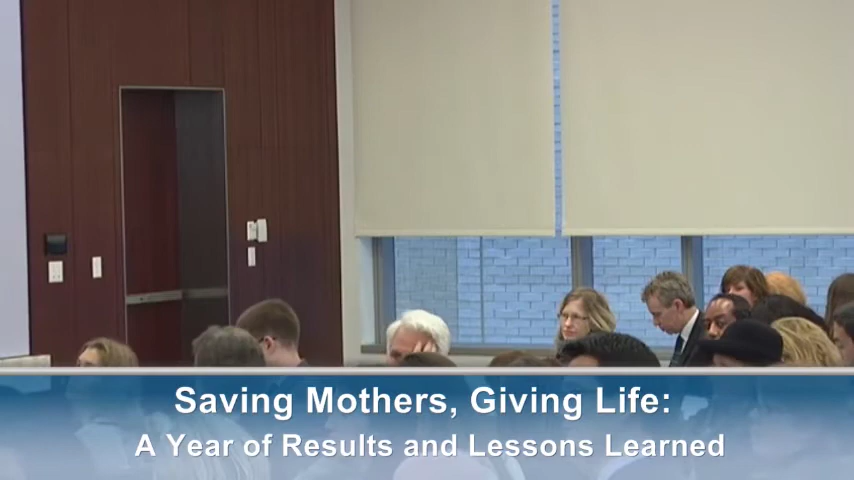 Saving Mothers, Giving Life:
A Year of Results and Lessons Learned